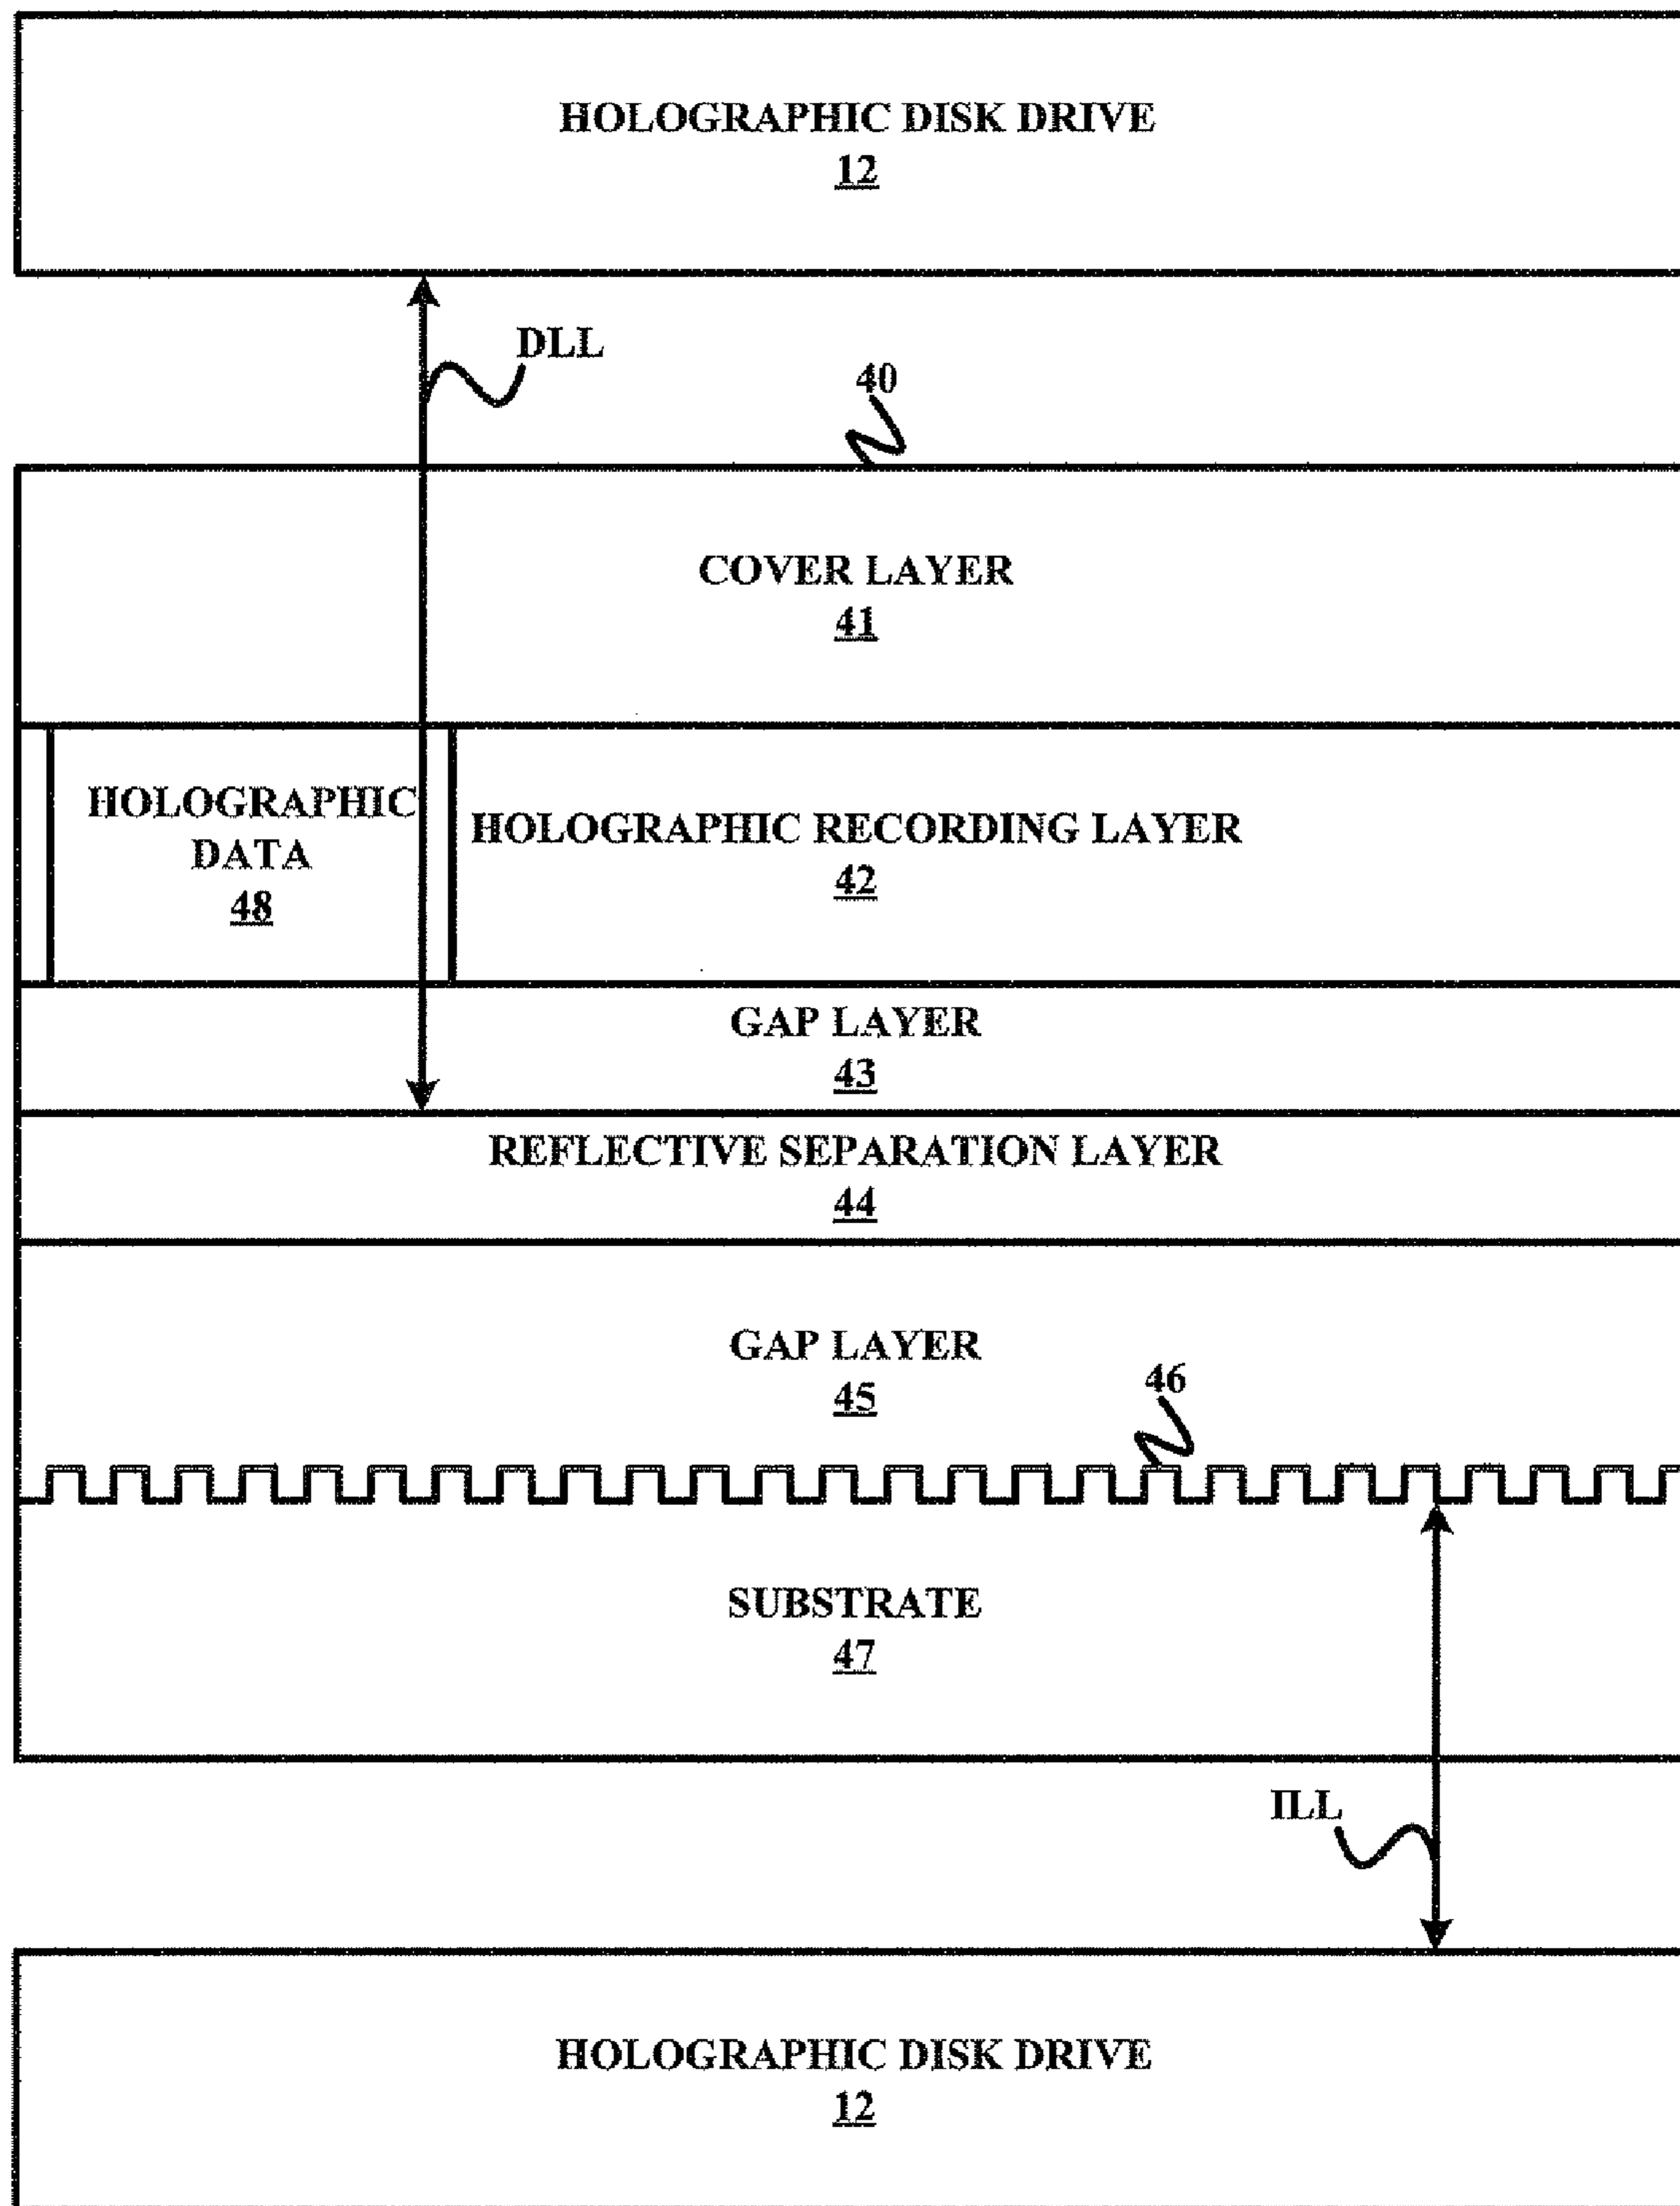 HOLOGRAPHIC DISK DRIVE
12
DLL
40
COVER LAYER
41
HOLOGRAPHIC
DATA
48
HOLOGRAPHIC RECORDING LAYER
42
GAP LAYER
43
REFLECTIVE SEPARATION LAYER
44
GAP LAYER
45
46
SUBSTRATE
47
ILL
HOLOGRAPHIC DISK DRIVE
12